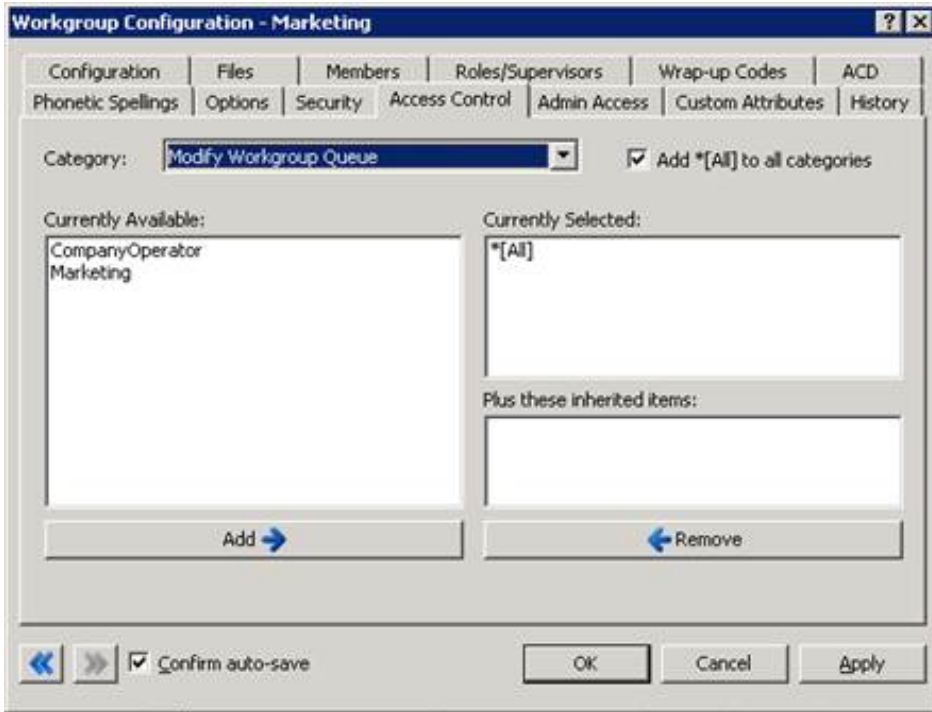 Workgroup Configuration - Marketing
Configuration Files Members Roles/Supervisors Wrap-up Codes ACD
Phonetic Spellings Options Security Access Control Admin Access Custom Attributes History
Category: Modify Workgroup Queue Add *[All] to all categories
Currently Available: Currently Selected:
CompanyOperator *[All]
Marketing
Plus these inherited items:
Add Remove
Confirm auto-save OK Cancel Apply